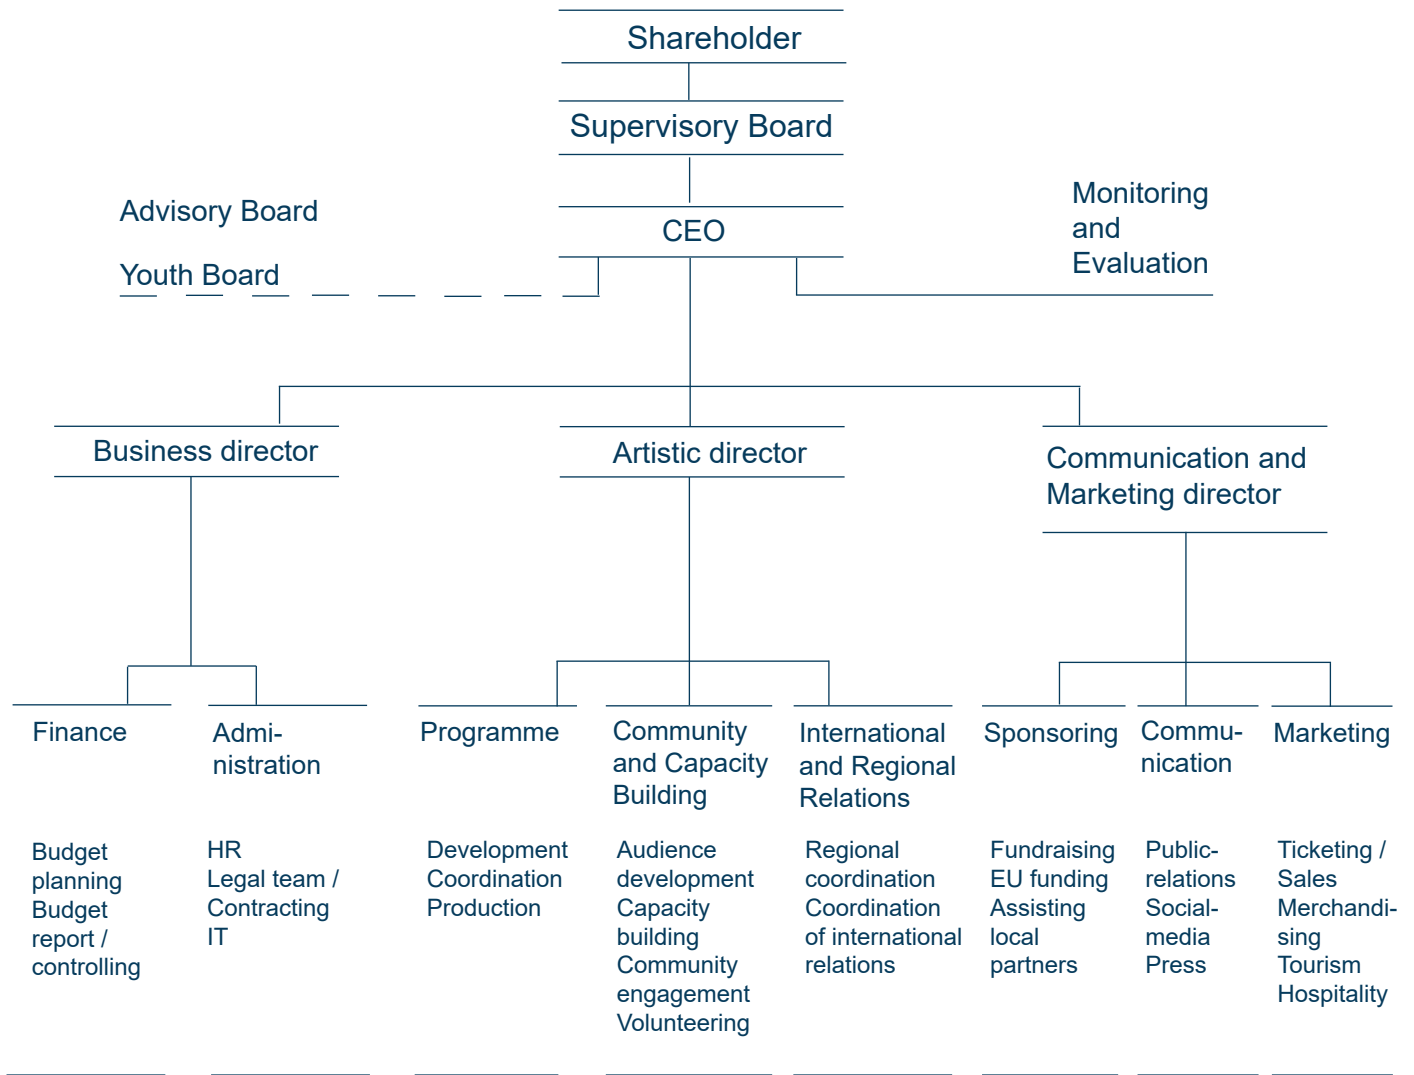 Shareholder
Supervisory Board
CEO
Advisory Board
Youth Board
Monitoring
and
Evaluation
Business director
Artistic director
Communication and
Marketing director
Finance
Admi-
nistration
Programme
Community
and Capacity
Building
International
and Regional
Relations
Sponsoring
Commu-
nication
Marketing
Budget
planning
Budget
report /
controlling
HR
Legal team /
Contracting
IT
Development
Coordination
Production
Audience
development
Capacity
building
Community
engagement
Volunteering
Regional
coordination
Coordination
of international
relations
Fundraising
EU funding
Assisting
local
partners
Public-
relations
Social-
media
Press
Ticketing /
Sales
Merchandi-
sing
Tourism
Hospitality